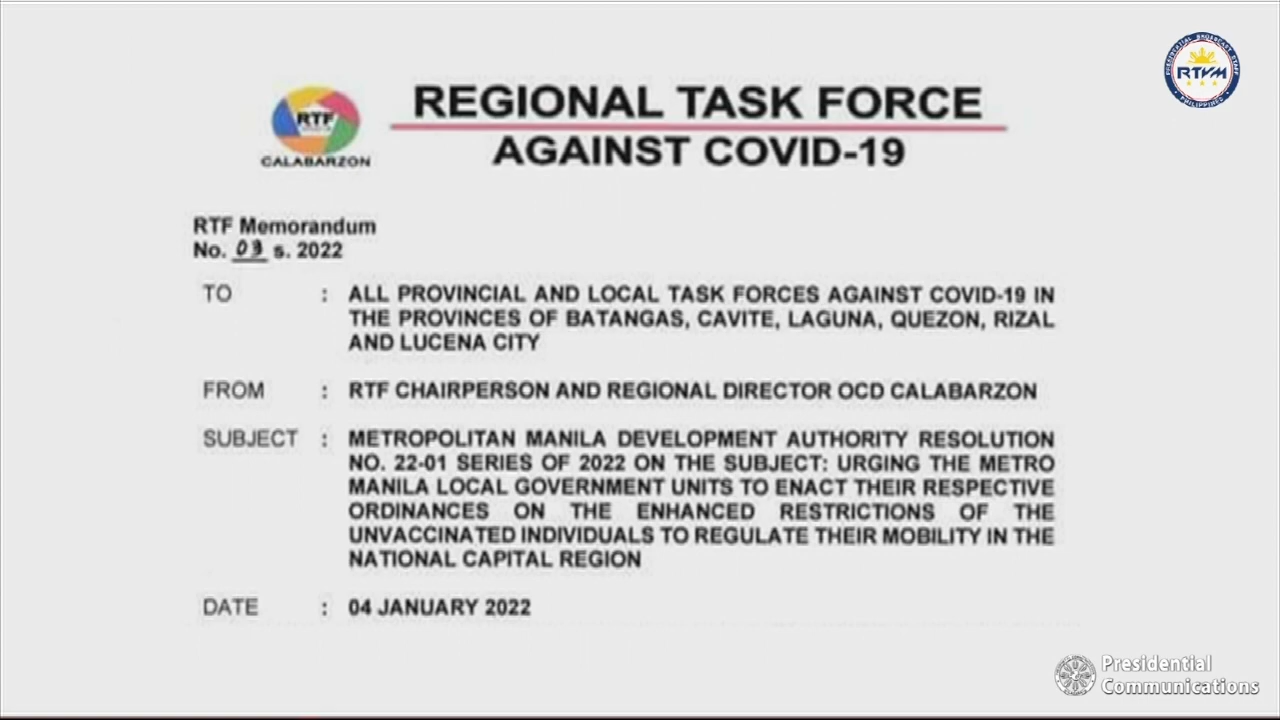 PRESIDENTIAL BROADCAST STAFF
RTVM
PHILIPPINES
REGIONAL TASK FORCE
RTF
AGAINST COVID-19
CALABARZON
RTF Memorandum
No. 03 s. 2022
TO : ALL PROVINCIAL AND LOCAL TASK FORCES AGAINST COVID-19 IN
THE PROVINCES OF BATANGAS, CAVITE, LAGUNA, QUEZON, RIZAL
AND LUCENA CITY
FROM : RTF CHAIRPERSON AND REGIONAL DIRECTOR OCD CALABARZON
SUBJECT : METROPOLITAN MANILA DEVELOPMENT AUTHORITY RESOLUTION
NO. 22-01 SERIES OF 2022 ON THE SUBJECT: URGING THE METRO
MANILA LOCAL GOVERNMENT UNITS TO ENACT THEIR RESPECTIVE
ORDINANCES ON THE ENHANCED RESTRICTIONS OF THE
UNVACCINATED INDIVIDUALS TO REGULATE THEIR MOBILITY IN THE
NATIONAL CAPITAL REGION
DATE : 04 JANUARY 2022
Presidential
Communications